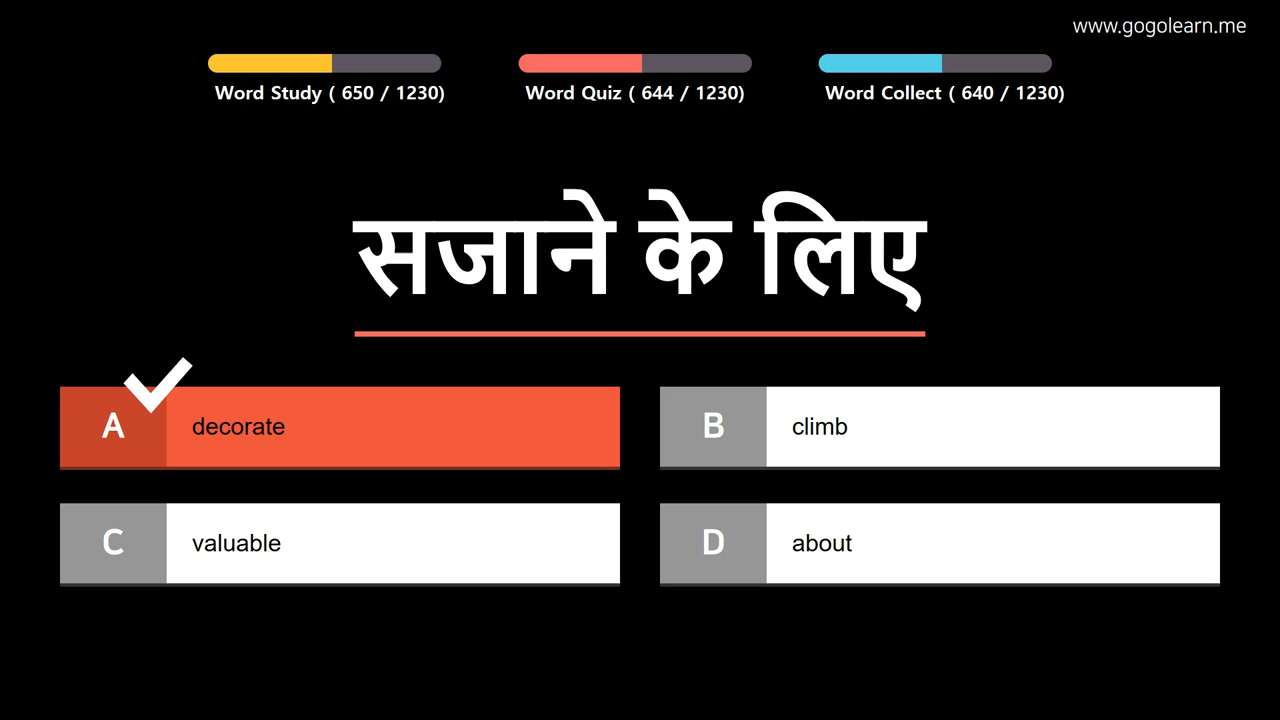 www.gogolearn.me
Word Study ( 650 / 1230)
Word Quiz ( 644 / 1230)
Word Collect ( 640 / 1230)
सजाने के लिए
A decorate
B climb
C valuable
D about